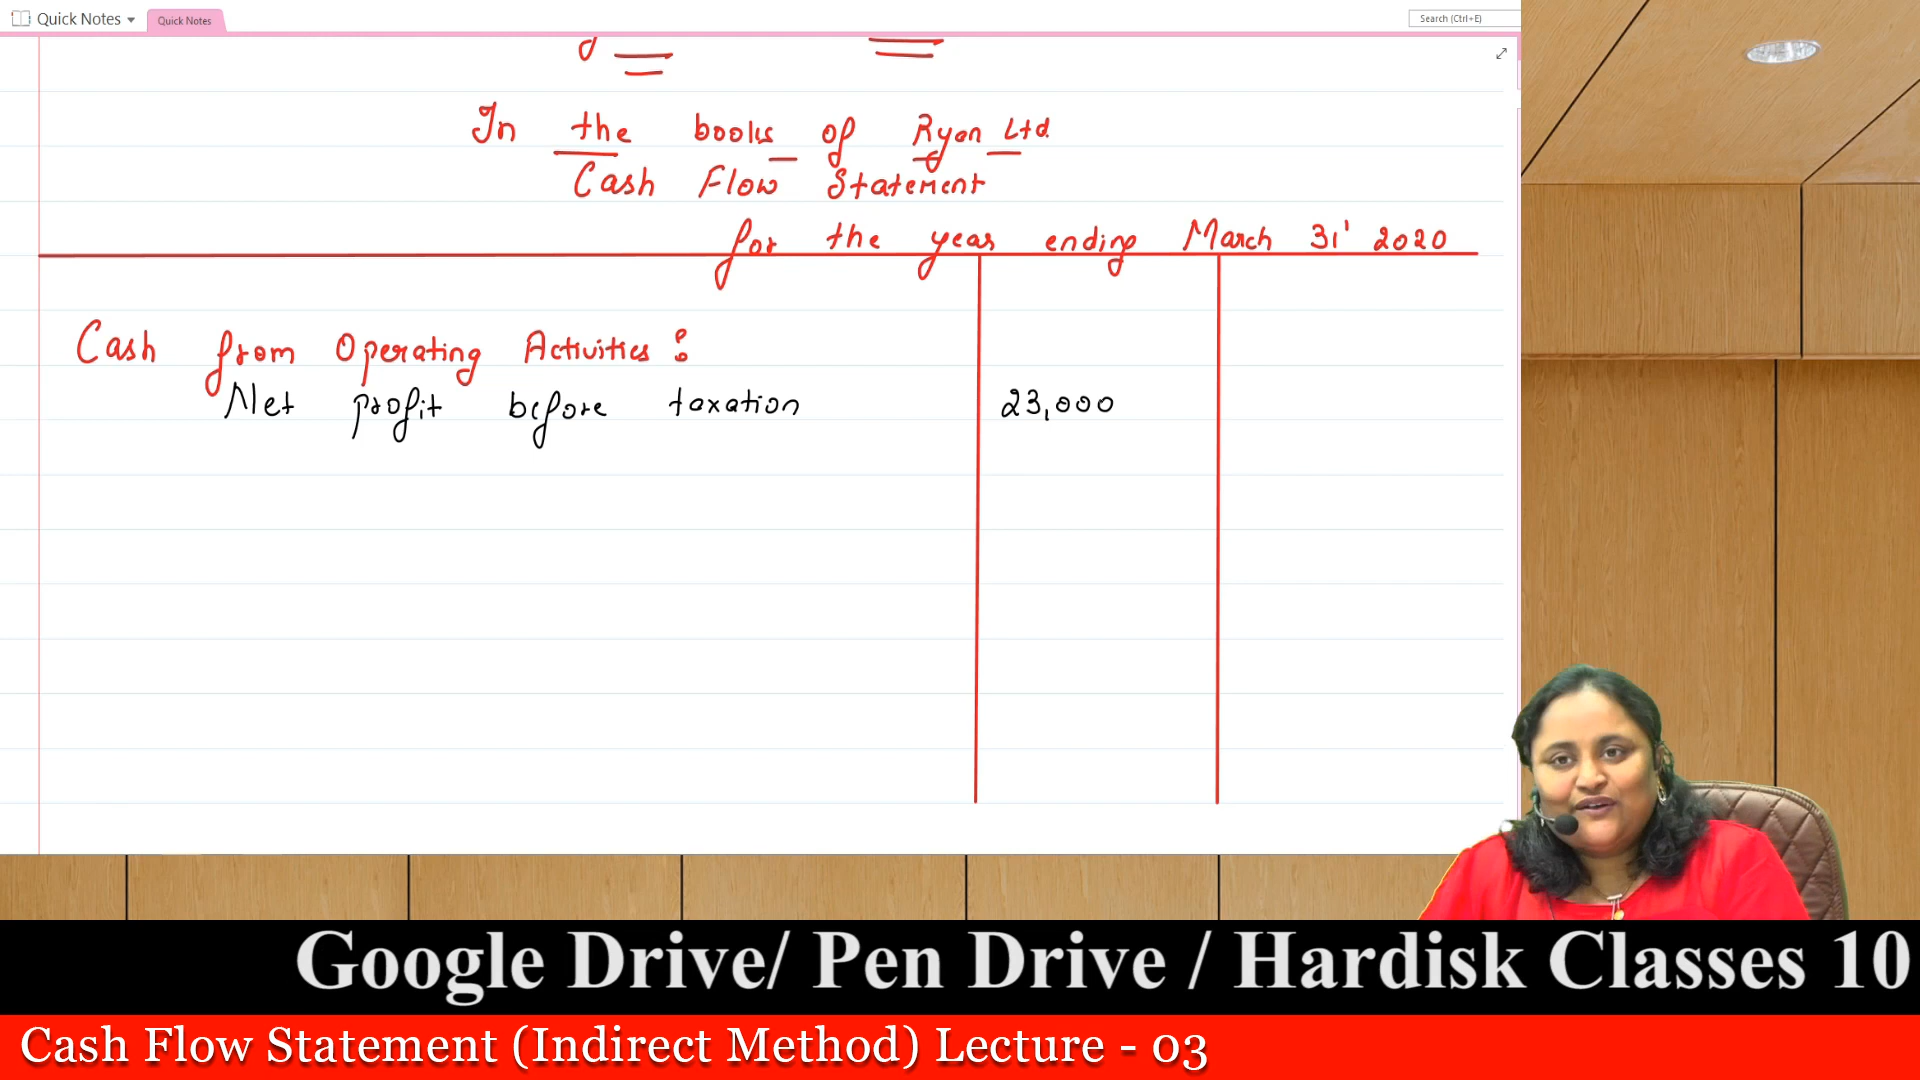 Quick Notes
Quick Notes
Search (Ctrl+E)
In the books of Ryan Ltd.
Cash Flow Statement
for the year ending March 31' 2020
Cash from Operating Activities :
Net profit before taxation 23,000
Google Drive/ Pen Drive / Hardisk Classes 10
Cash Flow Statement (Indirect Method) Lecture - 03